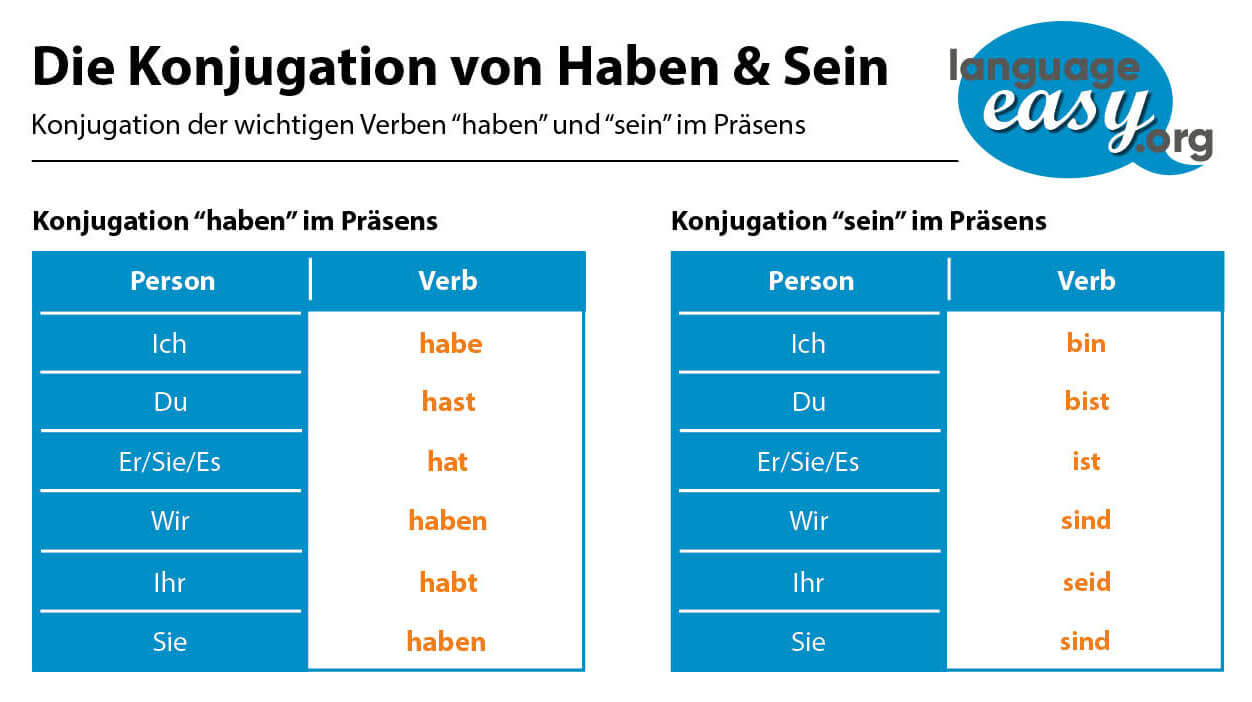 Die Konjugation von Haben & Sein
Konjugation der wichtigen Verben “haben” und “sein” im Präsens
language
easy
.org
Konjugation “haben” im Präsens
Person Verb
Ich habe
Du hast
Er/Sie/Es hat
Wir haben
Ihr habt
Sie haben
Konjugation “sein” im Präsens
Person Verb
Ich bin
Du bist
Er/Sie/Es ist
Wir sind
Ihr seid
Sie sind